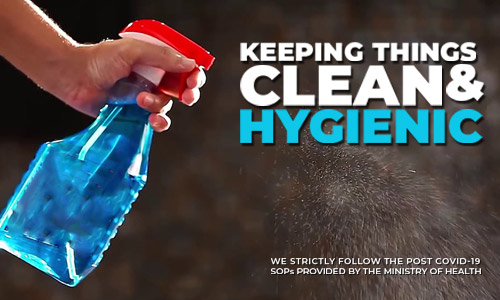 KEEPING THINGS
CLEAN&
HYGIENIC
WE STRICTLY FOLLOW THE POST COVID-19
SOPs PROVIDED BY THE MINISTRY OF HEALTH